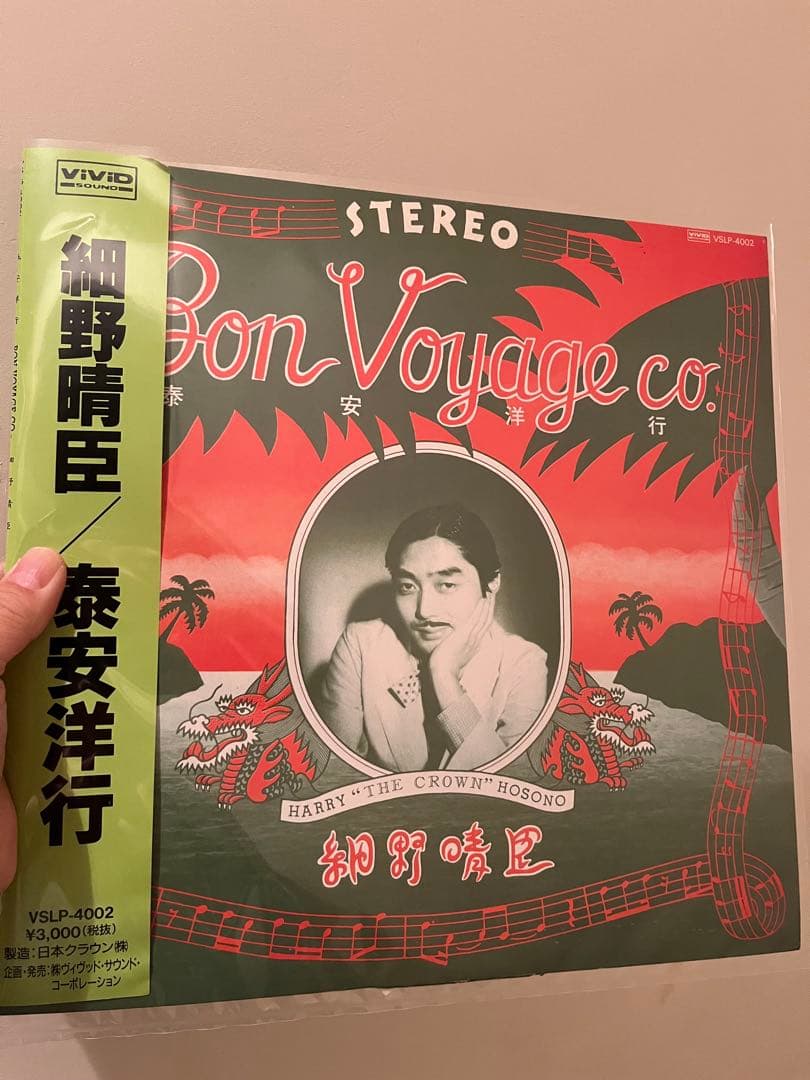 ViViD
SOUND
細野晴臣/泰安洋行
VSLP-4002
¥3,000(税抜)
製造:日本クラウン(株)
企画・発売:(株)ヴィヴィッド・サウンド・
コーポレーション
STEREO
ViViD VSLP-4002
Bon Voyage co.
泰安洋行
HARRY "THE CROWN" HOSONO
細野晴臣